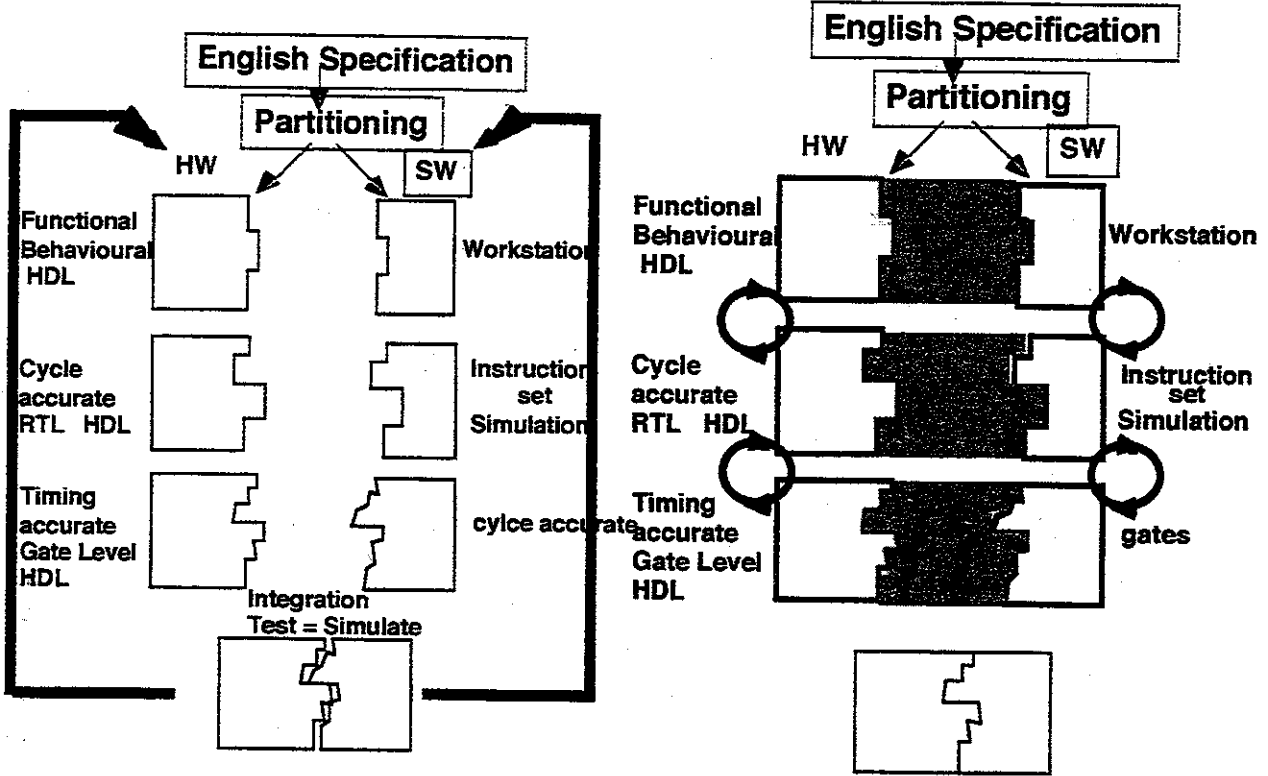 English Specification
Partitioning
HW
SW
Functional
Behavioural
HDL
Workstation
Cycle
accurate
RTL HDL
Instruction
set
Simulation
Timing
accurate
Gate Level
HDL
cylce accurate
Integration
Test = Simulate
English Specification
Partitioning
HW
SW
Functional
Behavioural
HDL
Workstation
Cycle
accurate
RTL HDL
Instruction
set
Simulation
Timing
accurate
Gate Level
HDL
gates